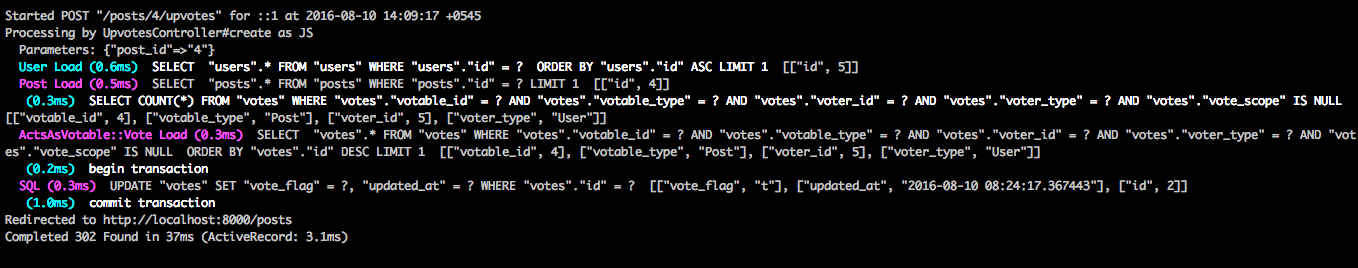 Started POST "/posts/4/upvotes" for ::1 at 2016-08-10 14:09:17 +0545
Processing by UpvotesController#create as JS
  Parameters: {"post_id"=>"4"}
  User Load (0.6ms)  SELECT  "users".* FROM "users" WHERE "users"."id" = ?  ORDER BY "users"."id" ASC LIMIT 1  [["id", 5]]
  Post Load (0.5ms)  SELECT  "posts".* FROM "posts" WHERE "posts"."id" = ? LIMIT 1  [["id", 4]]
   (0.3ms)  SELECT COUNT(*) FROM "votes" WHERE "votes"."votable_id" = ? AND "votes"."votable_type" = ? AND "votes"."voter_id" = ? AND "votes"."voter_type" = ? AND "votes"."vote_scope" IS NULL
[["votable_id", 4], ["votable_type", "Post"], ["voter_id", 5], ["voter_type", "User"]]
  ActsAsVotable::Vote Load (0.3ms)  SELECT  "votes".* FROM "votes" WHERE "votes"."votable_id" = ? AND "votes"."votable_type" = ? AND "votes"."voter_id" = ? AND "votes"."voter_type" = ? AND "vot
es"."vote_scope" IS NULL  ORDER BY "votes"."id" DESC LIMIT 1  [["votable_id", 4], ["votable_type", "Post"], ["voter_id", 5], ["voter_type", "User"]]
   (0.2ms)  begin transaction
  SQL (0.3ms)  UPDATE "votes" SET "vote_flag" = ?, "updated_at" = ? WHERE "votes"."id" = ?  [["vote_flag", "t"], ["updated_at", "2016-08-10 08:24:17.367443"], ["id", 2]]
   (1.0ms)  commit transaction
Redirected to http://localhost:8000/posts
Completed 302 Found in 37ms (ActiveRecord: 3.1ms)